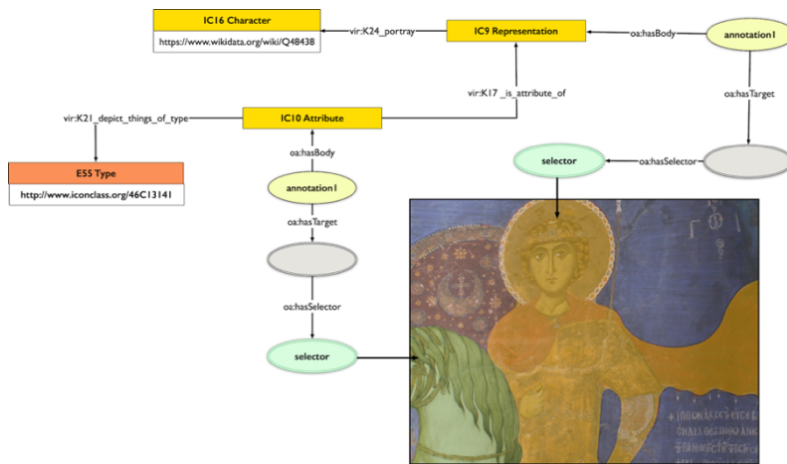 IC16 Character
https://www.wikidata.org/wiki/Q48438
vir:K24_portray
IC9 Representation
oa:hasBody
annotation1
vir:K17 _is_attribute_of
oa:hasTarget
vir:K21_depict_things_of_type
IC10 Attribute
oa:hasBody
selector
oa:hasSelector
E55 Type
http://www.iconclass.org/46C13141
annotation1
oa:hasTarget
oa:hasSelector
selector